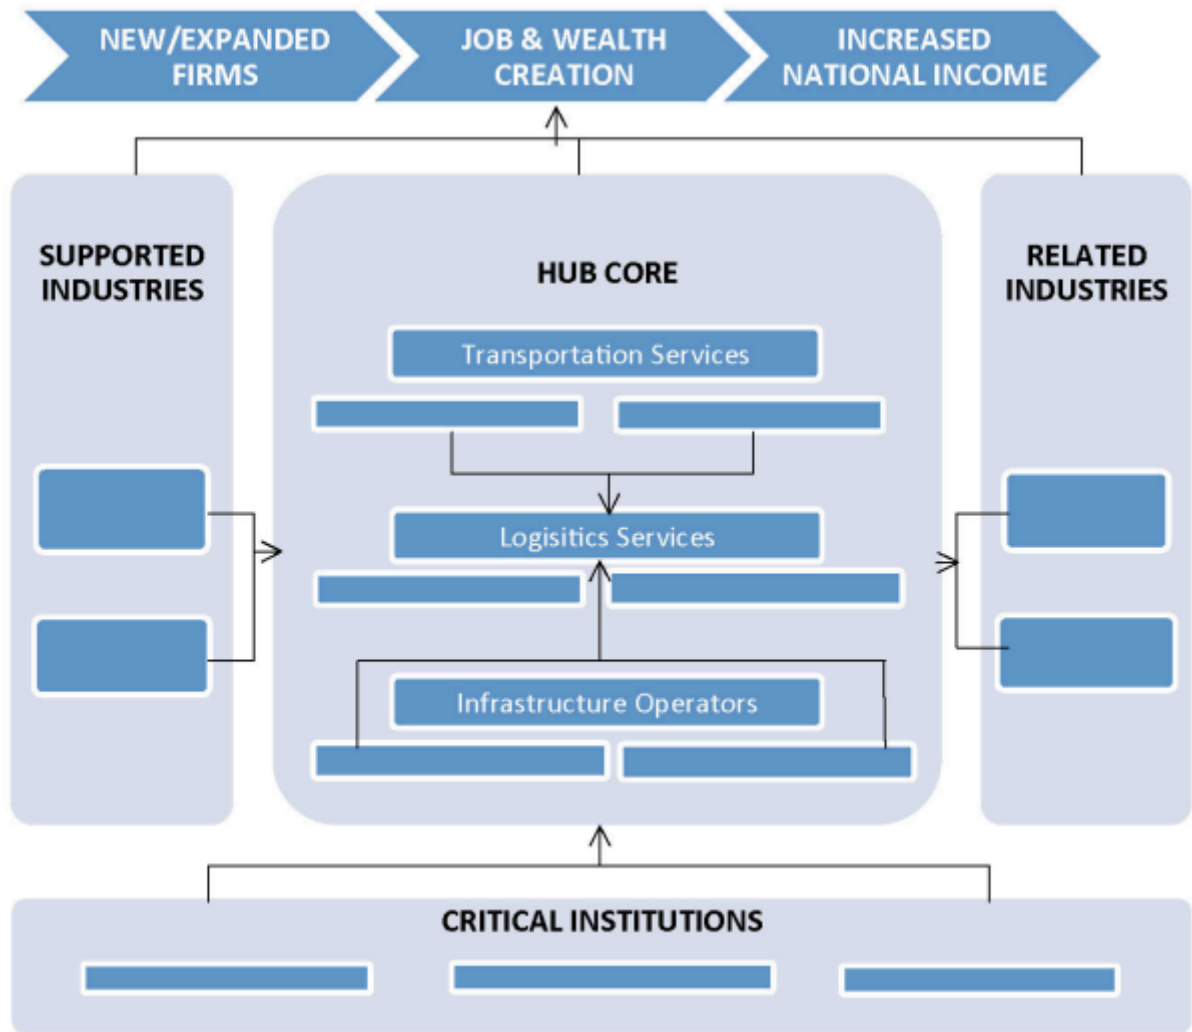 NEW/EXPANDED
FIRMS
JOB & WEALTH
CREATION
INCREASED
NATIONAL INCOME
SUPPORTED
INDUSTRIES
HUB CORE
RELATED
INDUSTRIES
Transportation Services
Logisitics Services
Infrastructure Operators
CRITICAL INSTITUTIONS